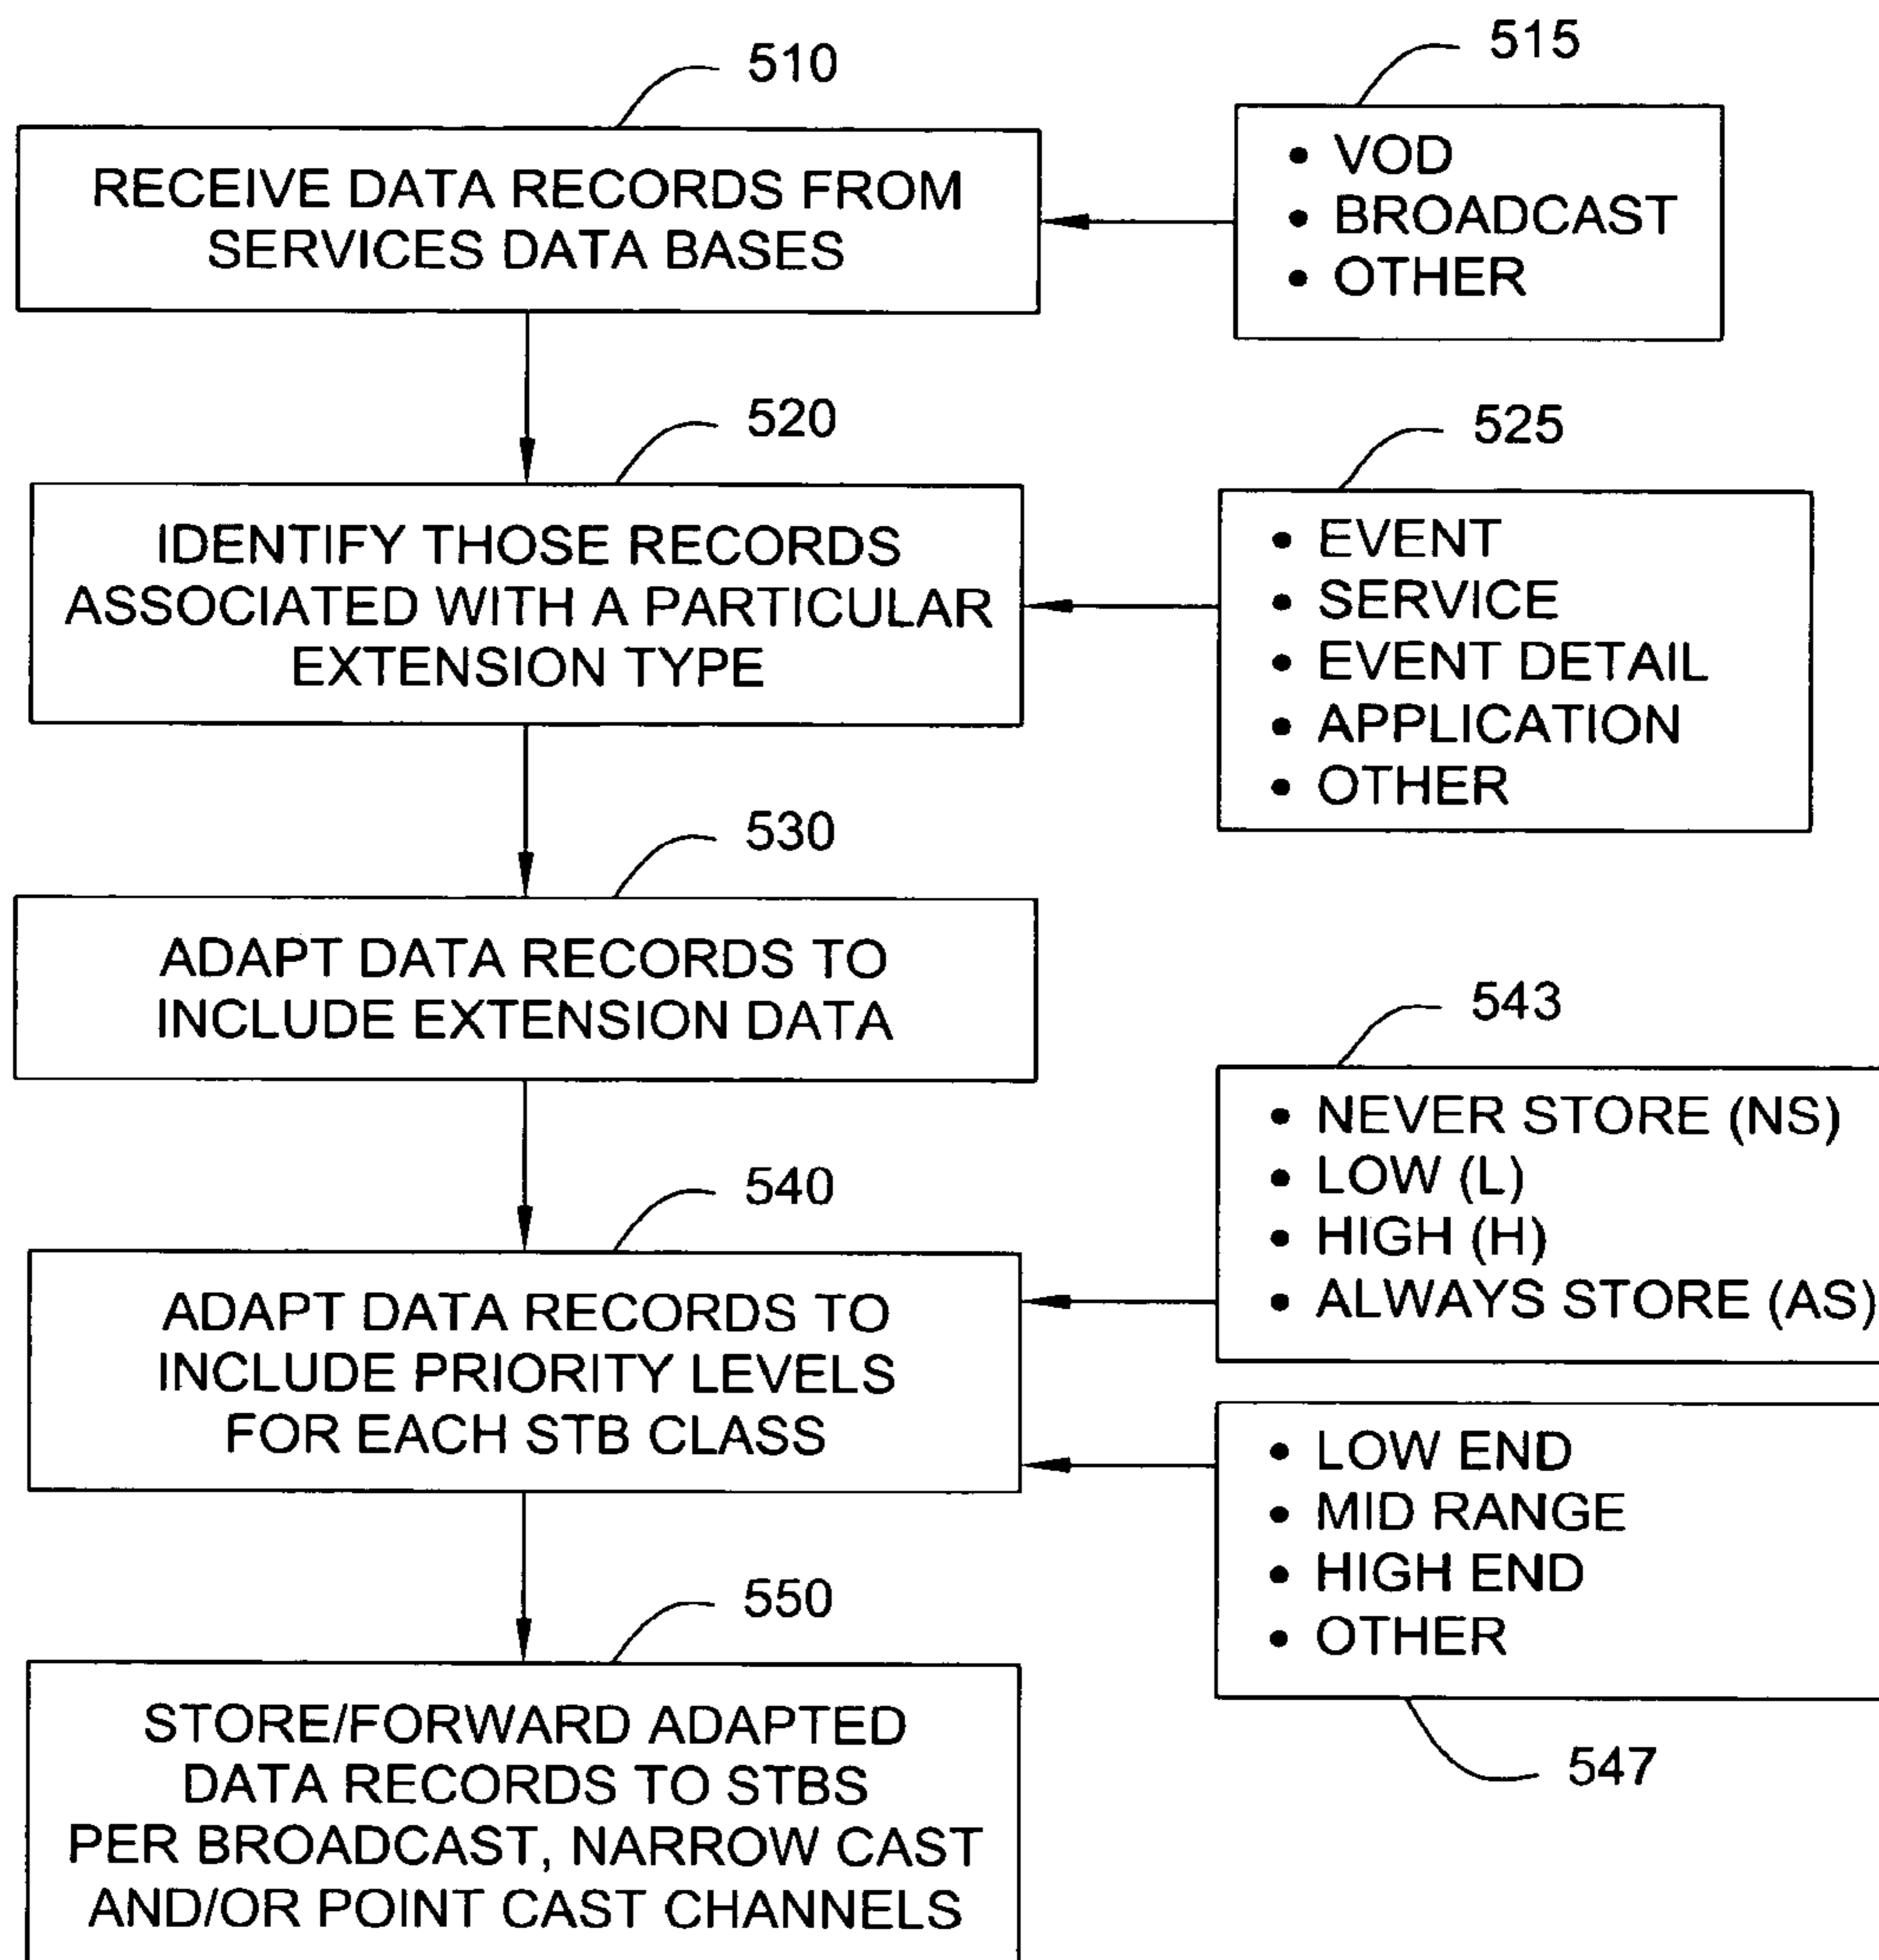 510
RECEIVE DATA RECORDS FROM
SERVICES DATA BASES
515
• VOD
• BROADCAST
• OTHER
520
IDENTIFY THOSE RECORDS
ASSOCIATED WITH A PARTICULAR
EXTENSION TYPE
525
• EVENT
• SERVICE
• EVENT DETAIL
• APPLICATION
• OTHER
530
ADAPT DATA RECORDS TO
INCLUDE EXTENSION DATA
540
ADAPT DATA RECORDS TO
INCLUDE PRIORITY LEVELS
FOR EACH STB CLASS
543
• NEVER STORE (NS)
• LOW (L)
• HIGH (H)
• ALWAYS STORE (AS)
• LOW END
• MID RANGE
• HIGH END
• OTHER
547
550
STORE/FORWARD ADAPTED
DATA RECORDS TO STBS
PER BROADCAST, NARROW CAST
AND/OR POINT CAST CHANNELS